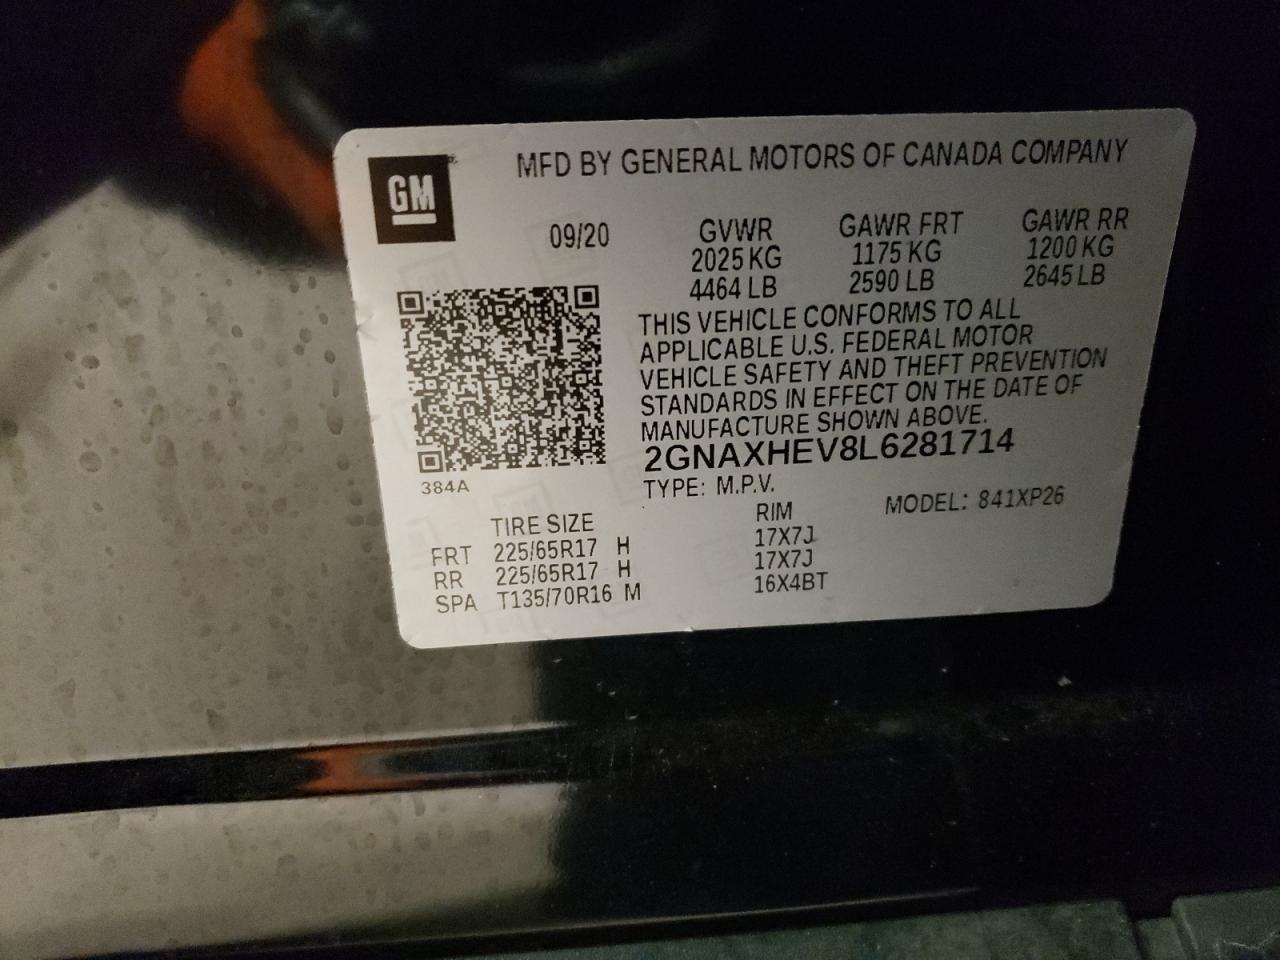 MFD BY GENERAL MOTORS OF CANADA COMPANY
GM
09/20
GVWR GAWR FRT GAWR RR
2025 KG 1175 KG 1200 KG
4464 LB 2590 LB 2645 LB
THIS VEHICLE CONFORMS TO ALL
APPLICABLE U.S. FEDERAL MOTOR
VEHICLE SAFETY AND THEFT PREVENTION
STANDARDS IN EFFECT ON THE DATE OF
MANUFACTURE SHOWN ABOVE.
2GNAXHEV8L6281714
384A
TYPE: M.P.V. MODEL: 841XP26
TIRE SIZE RIM
FRT 225/65R17 H 17X7J
RR 225/65R17 H 17X7J
SPA T135/70R16 M 16X4BT